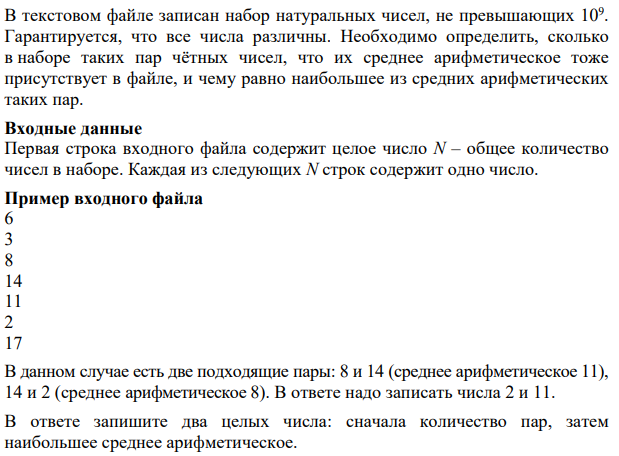 В текстовом файле записан набор натуральных чисел, не превышающих 10⁹.
Гарантируется, что все числа различны. Необходимо определить, сколько
в наборе таких пар чётных чисел, что их среднее арифметическое тоже
присутствует в файле, и чему равно наибольшее из средних арифметических
таких пар.
Входные данные
Первая строка входного файла содержит целое число N – общее количество
чисел в наборе. Каждая из следующих N строк содержит одно число.
Пример входного файла
6
3
8
14
11
2
17
В данном случае есть две подходящие пары: 8 и 14 (среднее арифметическое 11),
14 и 2 (среднее арифметическое 8). В ответе надо записать числа 2 и 11.
В ответе запишите два целых числа: сначала количество пар, затем
наибольшее среднее арифметическое.